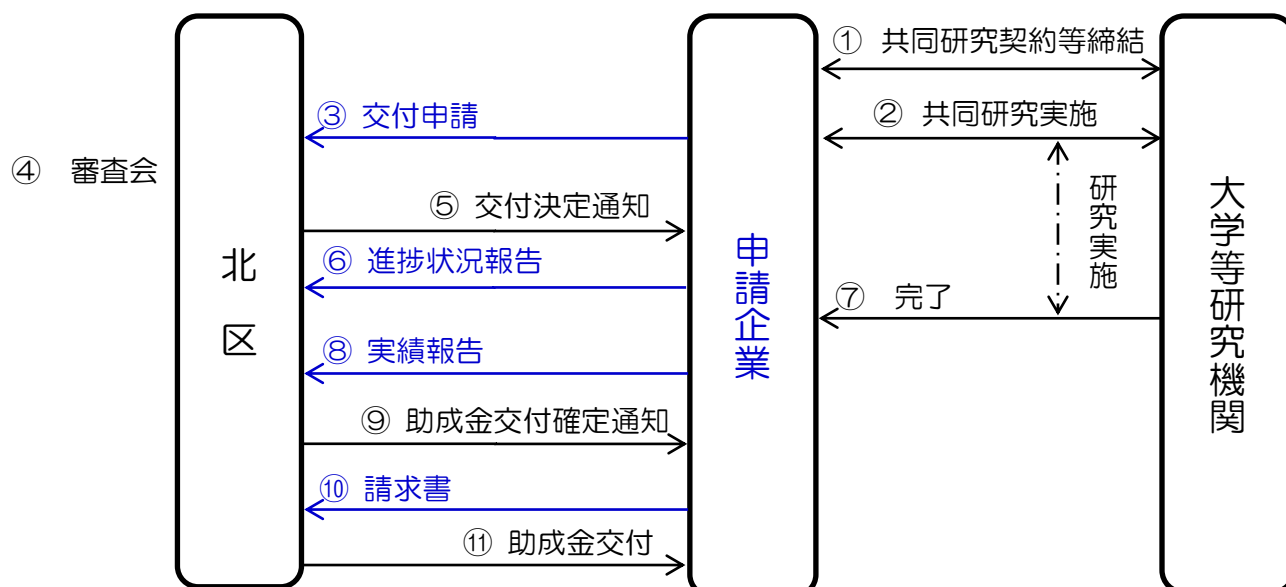 ① 共同研究契約等締結
③ 交付申請
② 共同研究実施
④ 審査会
⑤ 交付決定通知
研究実施
⑥ 進捗状況報告
⑦ 完了
北区
申請企業
大学等研究機関
⑧ 実績報告
⑨ 助成金交付確定通知
⑩ 請求書
⑪ 助成金交付